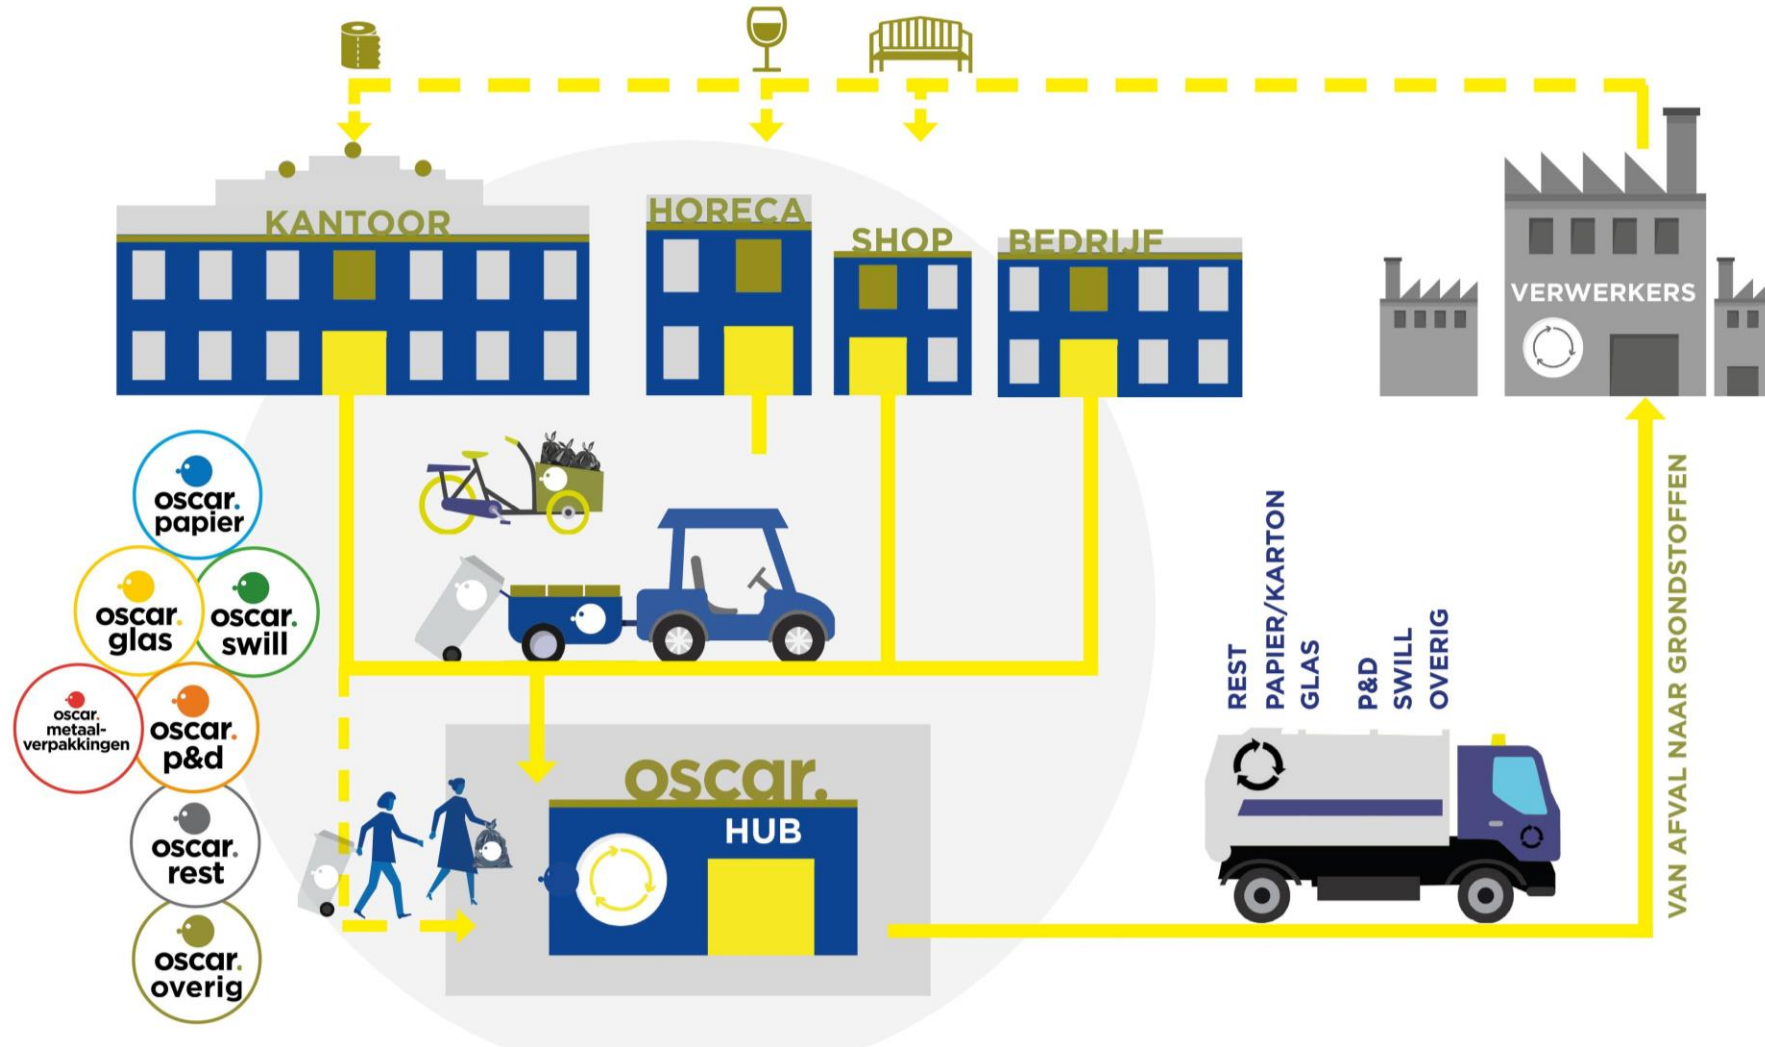 KANTOOR
HORECA
SHOP
BEDRIJF
VERWERKERS
oscar.
papier
oscar.
glas
oscar.
swill
oscar.
metaal-
verpakkingen
oscar.
p&d
oscar.
rest
oscar.
overig
oscar.
HUB
REST
PAPIER/KARTON
GLAS
P&D
SWILL
OVERIG
VAN AFVAL NAAR GRONDSTOFFEN